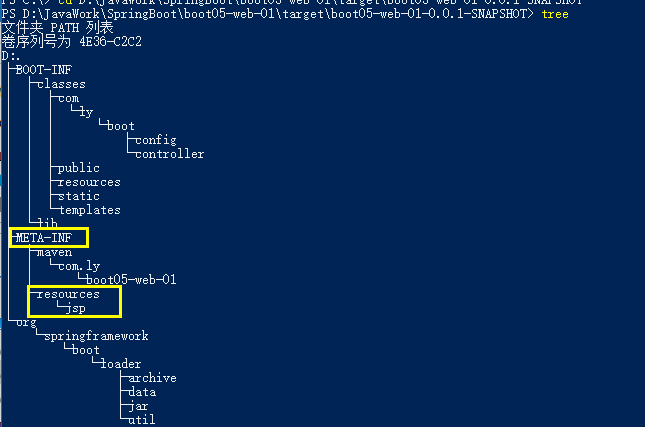 PS C:\> cd D:\JavaWork\SpringBoot\boot05-web-01\target\boot05-web-01-0.0.1-SNAPSHOT
PS D:\JavaWork\SpringBoot\boot05-web-01\target\boot05-web-01-0.0.1-SNAPSHOT> tree
文件夹 PATH 列表
卷序列号为 4E36-C2C2
D:.
├─BOOT-INF
│  ├─classes
│  │  ├─com
│  │  │  └─ly
│  │  │      └─boot
│  │  │          ├─config
│  │  │          └─controller
│  │  ├─public
│  │  ├─resources
│  │  ├─static
│  │  └─templates
│  └─lib
├─META-INF
│  ├─maven
│  │  └─com.ly
│  │      └─boot05-web-01
│  └─resources
│      └─jsp
└─org
    └─springframework
        └─boot
            └─loader
                ├─archive
                ├─data
                ├─jar
                └─util